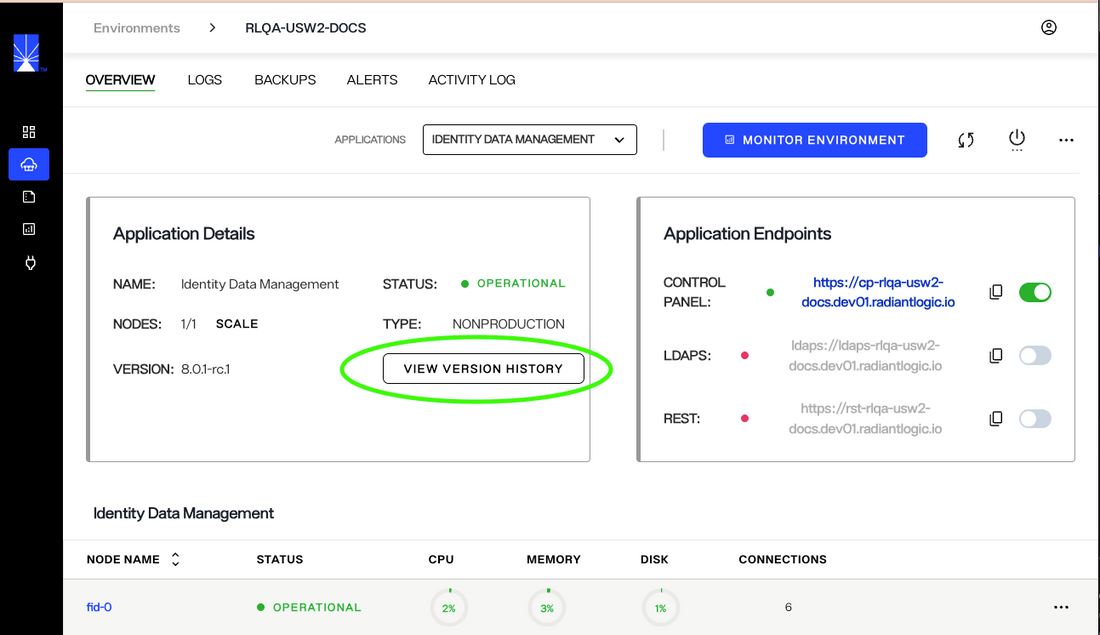 Environments > RLQA-USW2-DOCS
OVERVIEW LOGS BACKUPS ALERTS ACTIVITY LOG
APPLICATIONS IDENTITY DATA MANAGEMENT MONITOR ENVIRONMENT
Application Details
NAME: Identity Data Management STATUS: OPERATIONAL
NODES: 1/1 SCALE TYPE: NONPRODUCTION
VERSION: 8.0.1-rc.1 VIEW VERSION HISTORY
Application Endpoints
CONTROL PANEL: https://cp-rlqa-usw2-
docs.dev01.radiantlogic.io
LDAPS: ldaps://ldaps-rlqa-usw2-
docs.dev01.radiantlogic.io
REST: https://rst-rlqa-usw2-
docs.dev01.radiantlogic.io
Identity Data Management
NODE NAME STATUS CPU MEMORY DISK CONNECTIONS
fid-0 OPERATIONAL 2% 3% 1% 6